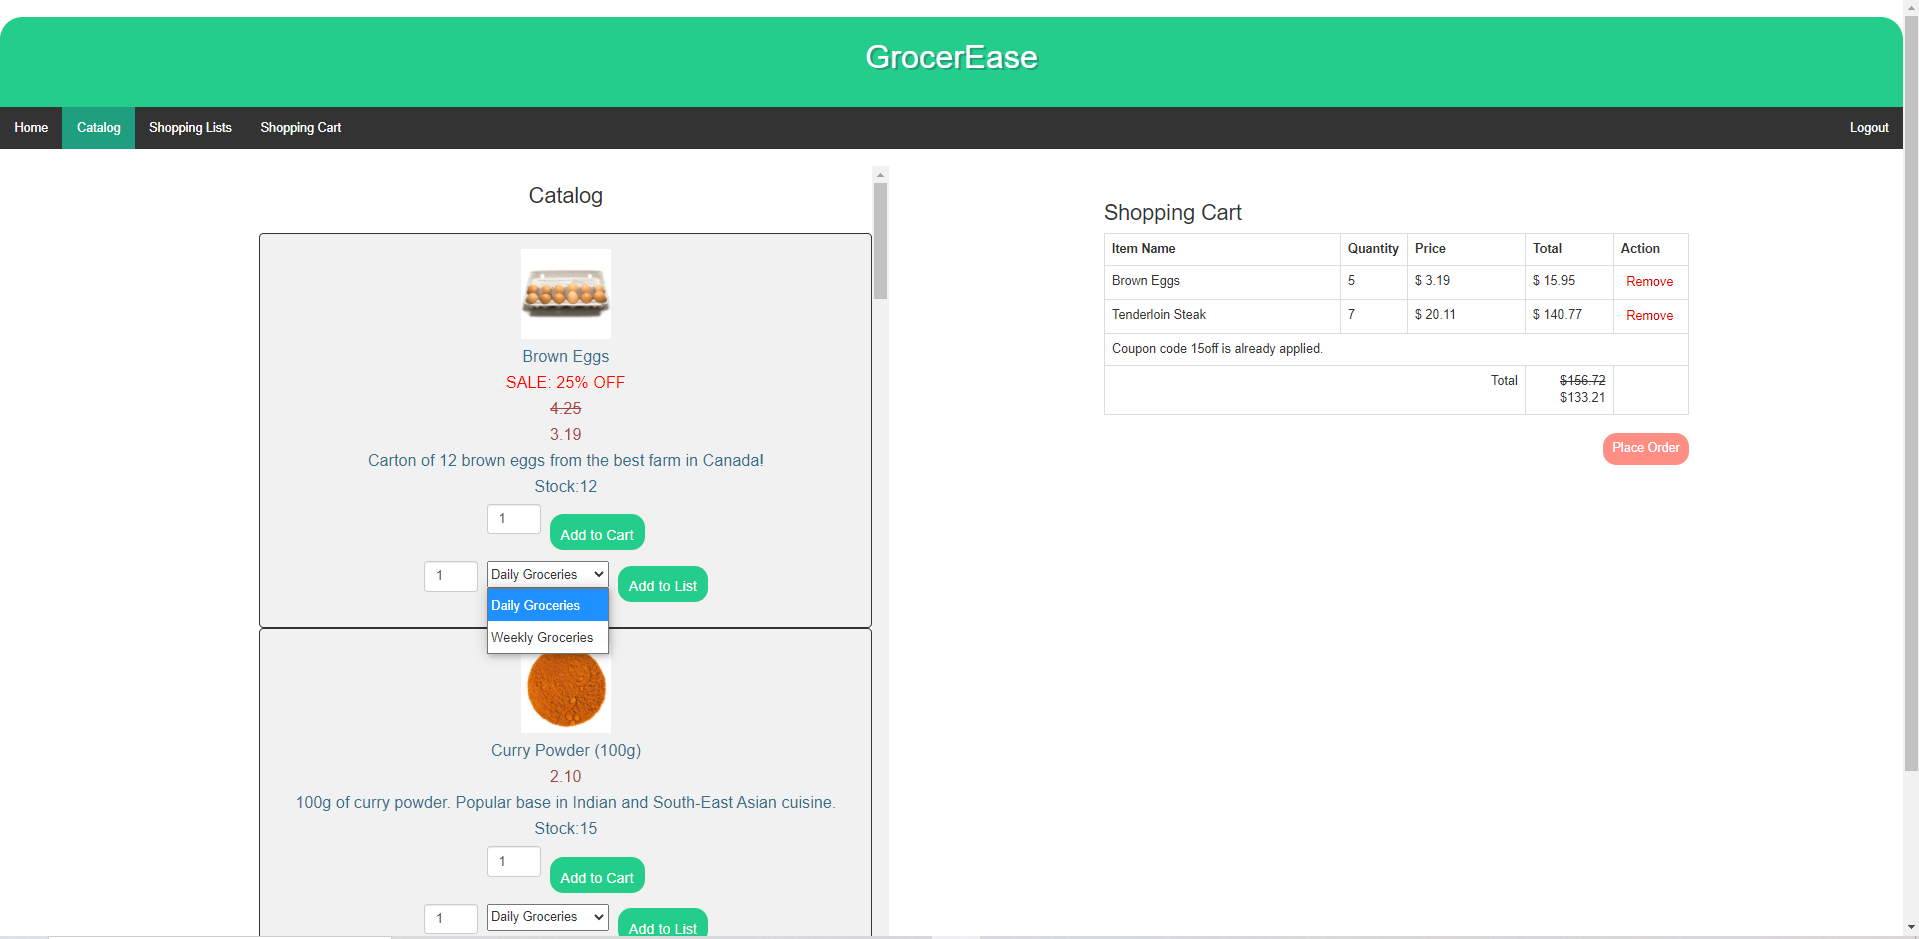 GrocerEase
Home Catalog Shopping Lists Shopping Cart Logout
Catalog
Brown Eggs
SALE: 25% OFF
4.25
3.19
Carton of 12 brown eggs from the best farm in Canada!
Stock:12
1 Add to Cart
1 Daily Groceries Add to List
Daily Groceries
Weekly Groceries
Curry Powder (100g)
2.10
100g of curry powder. Popular base in Indian and South-East Asian cuisine.
Stock:15
1 Add to Cart
1 Daily Groceries Add to List
Shopping Cart
Item Name Quantity Price Total Action
Brown Eggs 5 $ 3.19 $ 15.95 Remove
Tenderloin Steak 7 $ 20.11 $ 140.77 Remove
Coupon code 15off is already applied.
Total $156.72
$133.21
Place Order